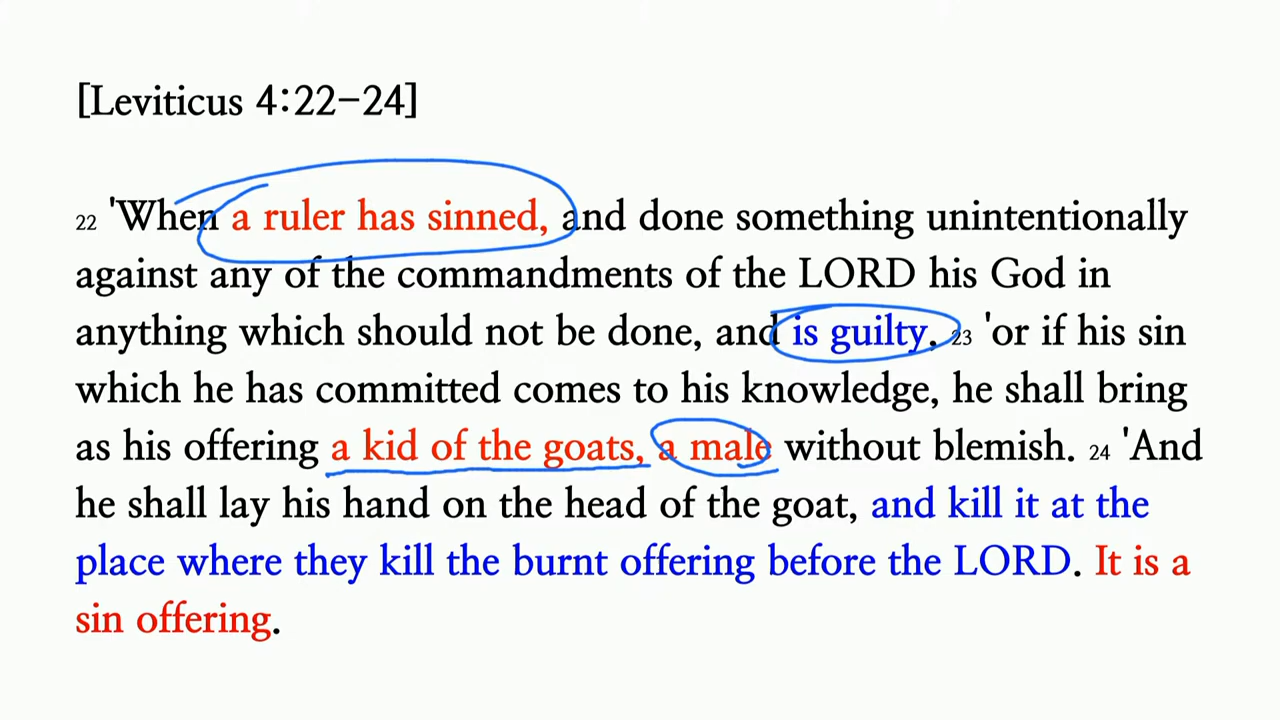 [Leviticus 4:22-24]
22 'When a ruler has sinned, and done something unintentionally
against any of the commandments of the LORD his God in
anything which should not be done, and is guilty, 23 'or if his sin
which he has committed comes to his knowledge, he shall bring
as his offering a kid of the goats, a male without blemish. 24 'And
he shall lay his hand on the head of the goat, and kill it at the
place where they kill the burnt offering before the LORD. It is a
sin offering.